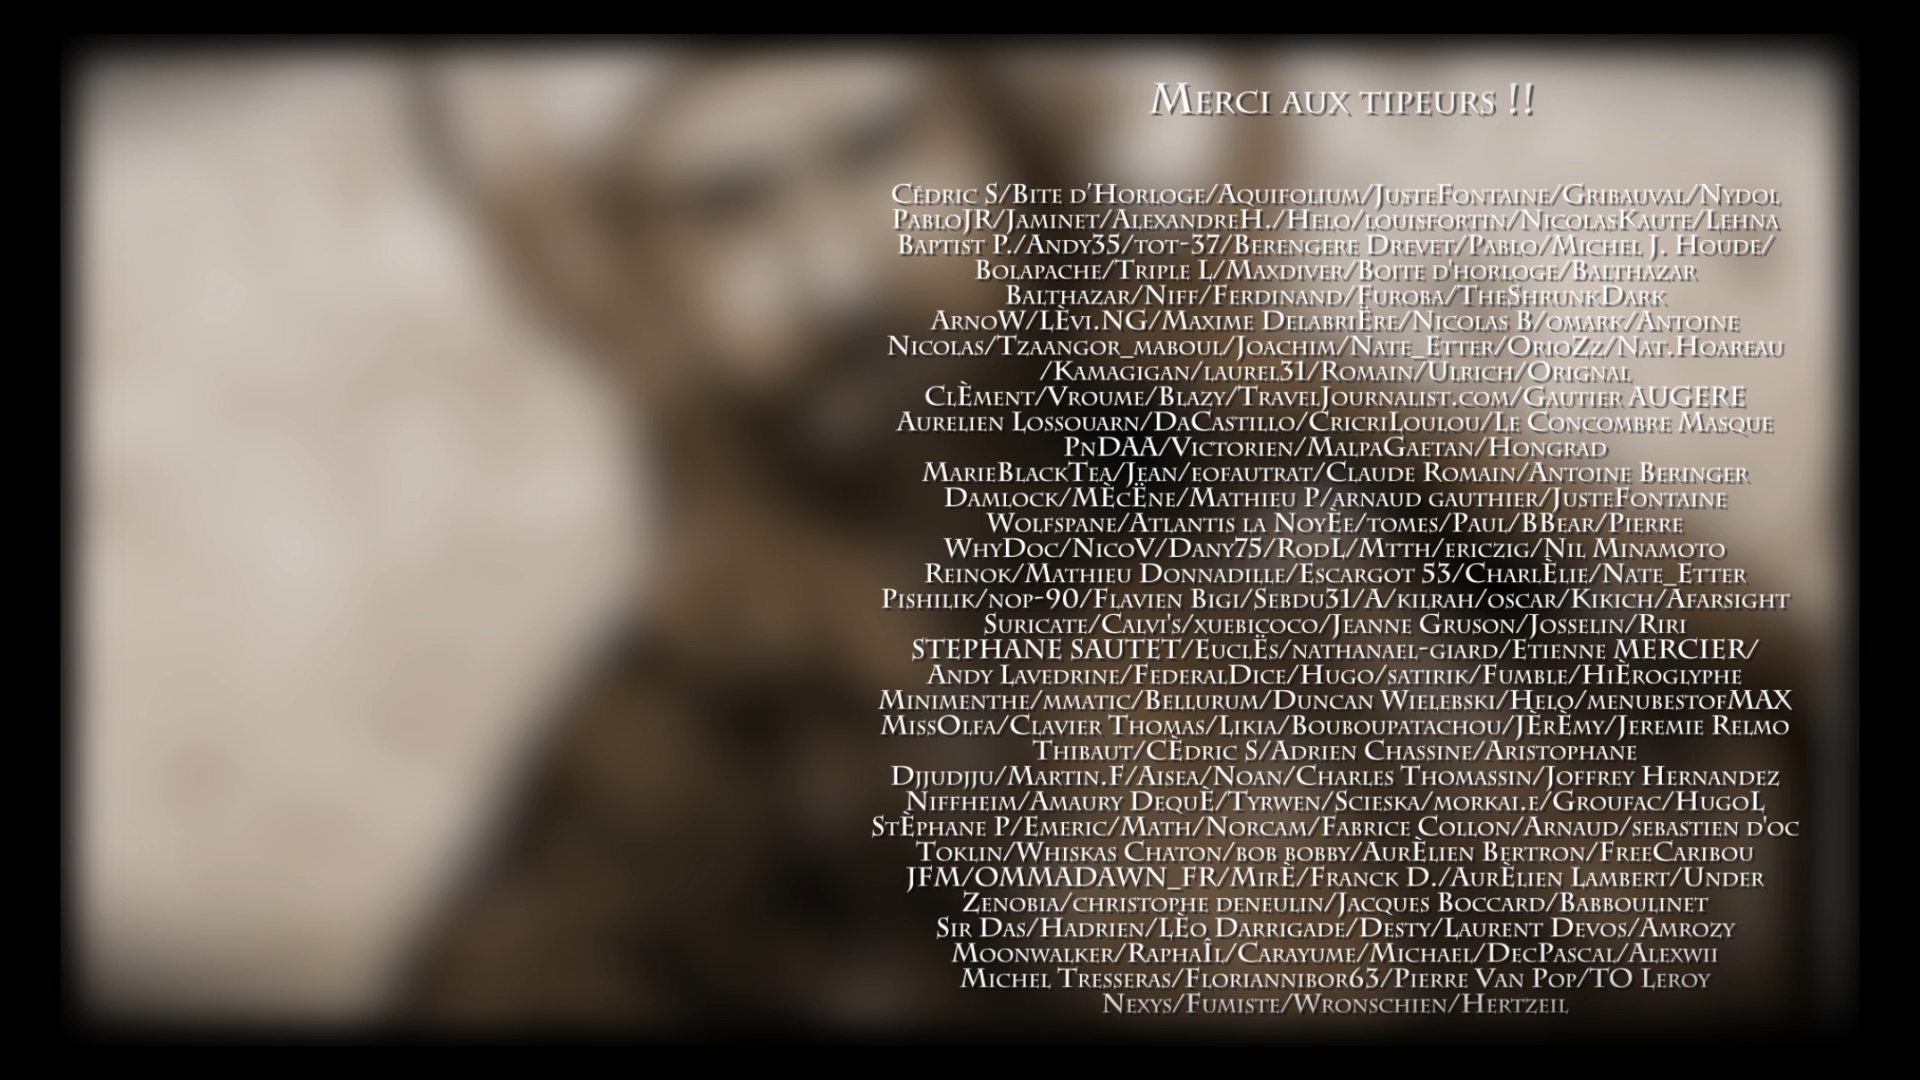 Merci aux tipeurs !!
Cédric S/Bite d'Horloge/Aquifolium/JusteFontaine/Gribauval/Nydol
PabloJR/Jaminet/AlexandreH./Helo/louisfortin/NicolasKaute/Lehna
Baptist P./Andy35/tot-37/Berengere Drevet/Pablo/Michel J. Houde/
Bolapache/Triple L/Maxdiver/Boite d'horloge/Balthazar
Balthazar/Niff/Ferdinand/Furoba/TheShrunkDark
ArnoW/LÈvi.NG/Maxime DelabriËre/Nicolas B/omark/Antoine
Nicolas/Tzaangor_maboul/Joachim/Nate_Etter/OrioZz/Nat.Hoareau
/Kamagigan/laurel31/Romain/Ulrich/Orignal
ClÈment/Vroume/Blazy/TravelJournalist.com/Gautier AUGERE
Aurelien Lossouarn/DaCastillo/CricriLoulou/Le Concombre Masque
PnDAA/Victorien/MalpaGaetan/Hongrad
MarieBlackTea/Jean/eofautrat/Claude Romain/Antoine Beringer
Damlock/MÈcËne/Mathieu P/arnaud gauthier/JusteFontaine
Wolfspane/Atlantis la NoyÈe/tomes/Paul/BBear/Pierre
WhyDoc/NicoV/Dany75/RodL/Mtth/ericzig/Nil Minamoto
Reinok/Mathieu Donnadille/Escargot 53/CharlÈlie/Nate_Etter
Pishilik/nop-90/Flavien Bigi/Sebdu31/A/kilrah/oscar/Kikich/Afarsight
Suricate/Calvi's/xuebicoco/Jeanne Gruson/Josselin/Riri
STEPHANE SAUTET/EuclËs/nathanael-giard/Etienne MERCIER/
Andy Lavedrine/FederalDice/Hugo/satirik/Fumble/HiÈroglyphe
Minimenthe/mmatic/Bellurum/Duncan Wielebski/Helo/menubestofMAX
MissOlfa/Clavier Thomas/Likia/Bouboupatachou/JÈrÈmy/Jeremie Relmo
Thibaut/CÈdric S/Adrien Chassine/Aristophane
Djjudjju/Martin.F/Aisea/Noan/Charles Thomassin/Joffrey Hernandez
Niffheim/Amaury DequÈ/Tyrwen/Scieska/morkai.e/Groufac/HugoL
StÈphane P/Emeric/Math/Norcam/Fabrice Collon/Arnaud/sebastien d'oc
Toklin/Whiskas Chaton/bob bobby/AurÈlien Bertron/FreeCaribou
JFM/OMMADAWN_FR/MirÈ/Franck D./AurÈlien Lambert/Under
Zenobia/christophe deneulin/Jacques Boccard/Babboulinet
Sir Das/Hadrien/LÈo Darrigade/Desty/Laurent Devos/Amrozy
Moonwalker/RaphaÎl/Carayume/Michael/DecPascal/Alexwii
Michel Tresseras/Floriannibor63/Pierre Van Pop/TO Leroy
Nexys/Fumiste/Wronschien/Hertzeil